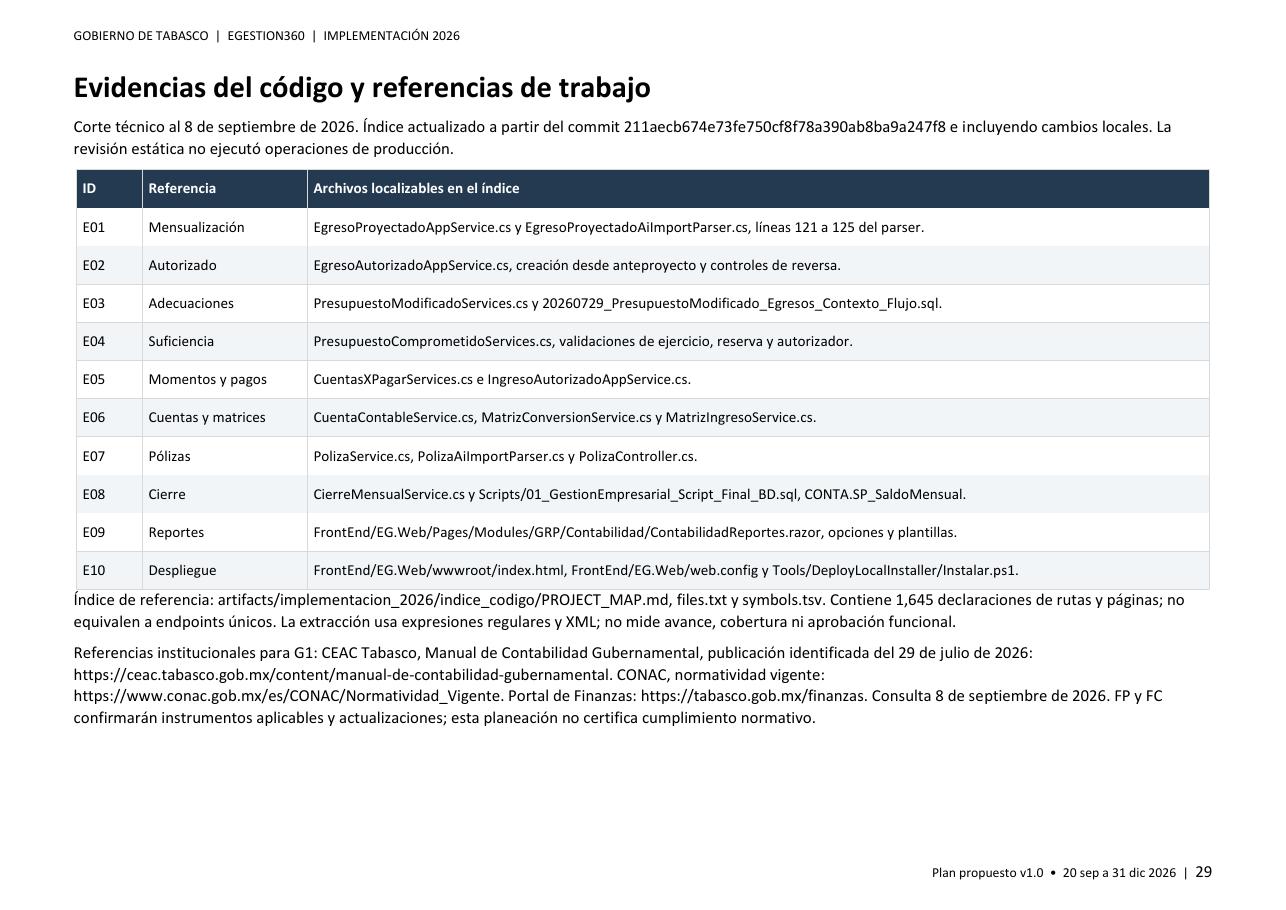 GOBIERNO DE TABASCO | EGESTION360 | IMPLEMENTACIÓN 2026
Evidencias del código y referencias de trabajo
Corte técnico al 8 de septiembre de 2026. Índice actualizado a partir del commit 211aecb674e73fe750cf8f78a390ab8ba9a247f8 e incluyendo cambios locales. La
revisión estática no ejecutó operaciones de producción.
ID Referencia Archivos localizables en el índice
E01 Mensualización EgresoProyectadoAppService.cs y EgresoProyectadoAiImportParser.cs, líneas 121 a 125 del parser.
E02 Autorizado EgresoAutorizadoAppService.cs, creación desde anteproyecto y controles de reversa.
E03 Adecuaciones PresupuestoModificadoServices.cs y 20260729_PresupuestoModificado_Egresos_Contexto_Flujo.sql.
E04 Suficiencia PresupuestoComprometidoServices.cs, validaciones de ejercicio, reserva y autorizador.
E05 Momentos y pagos CuentasXPagarServices.cs e IngresoAutorizadoAppService.cs.
E06 Cuentas y matrices CuentaContableService.cs, MatrizConversionService.cs y MatrizIngresoService.cs.
E07 Pólizas PolizaService.cs, PolizaAiImportParser.cs y PolizaController.cs.
E08 Cierre CierreMensualService.cs y Scripts/01_GestionEmpresarial_Script_Final_BD.sql, CONTA.SP_SaldoMensual.
E09 Reportes FrontEnd/EG.Web/Pages/Modules/GRP/Contabilidad/ContabilidadReportes.razor, opciones y plantillas.
E10 Despliegue FrontEnd/EG.Web/wwwroot/index.html, FrontEnd/EG.Web/web.config y Tools/DeployLocalInstaller/Instalar.ps1.
Índice de referencia: artifacts/implementacion_2026/indice_codigo/PROJECT_MAP.md, files.txt y symbols.tsv. Contiene 1,645 declaraciones de rutas y páginas; no
equivalen a endpoints únicos. La extracción usa expresiones regulares y XML; no mide avance, cobertura ni aprobación funcional.
Referencias institucionales para G1: CEAC Tabasco, Manual de Contabilidad Gubernamental, publicación identificada del 29 de julio de 2026:
https://ceac.tabasco.gob.mx/content/manual-de-contabilidad-gubernamental. CONAC, normatividad vigente:
https://www.conac.gob.mx/es/CONAC/Normatividad_Vigente. Portal de Finanzas: https://tabasco.gob.mx/finanzas. Consulta 8 de septiembre de 2026. FP y FC
confirmarán instrumentos aplicables y actualizaciones; esta planeación no certifica cumplimiento normativo.
Plan propuesto v1.0 • 20 sep a 31 dic 2026 | 29